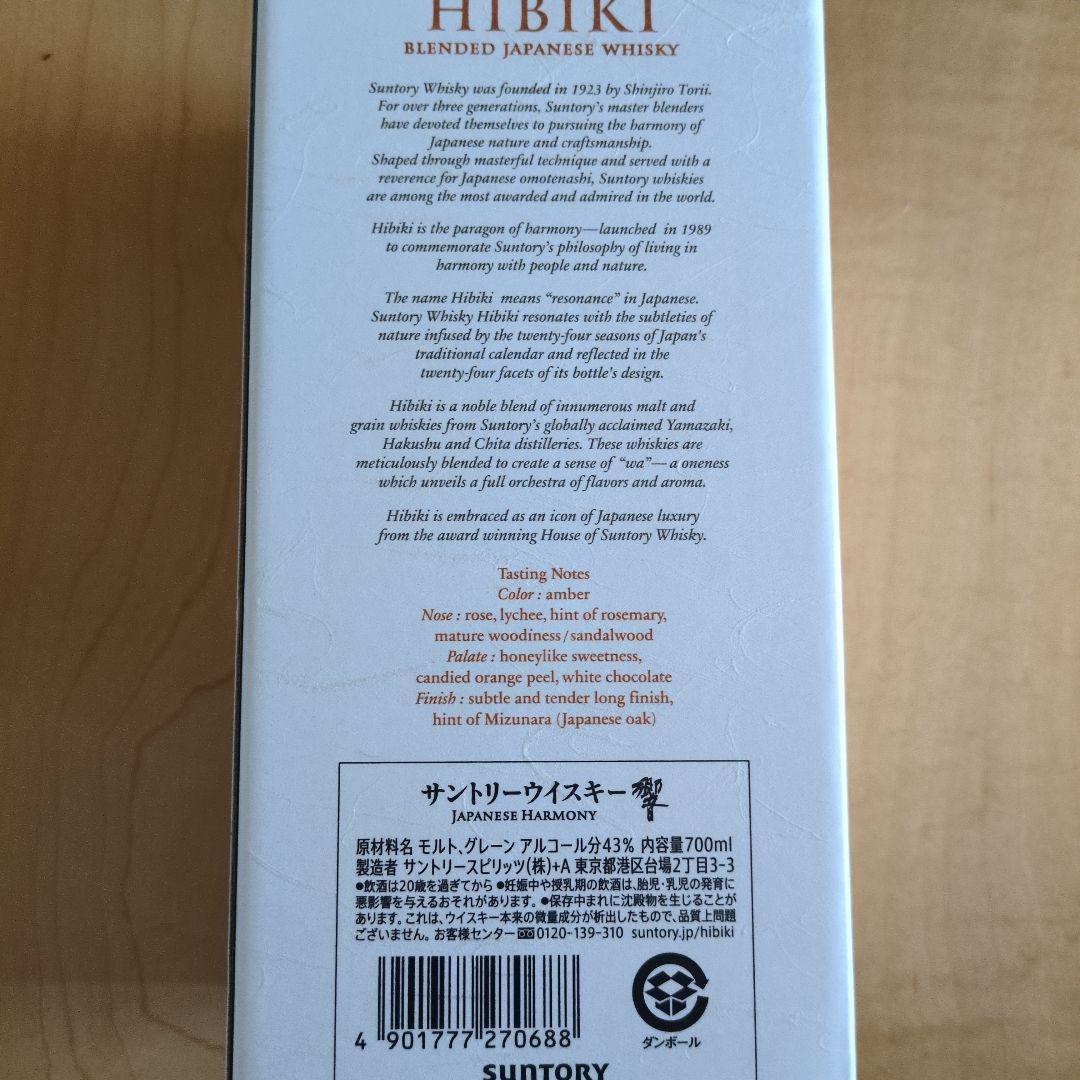 HIBIKI
BLENDED JAPANESE WHISKY
Suntory Whisky was founded in 1923 by Shinjiro Torii.
For over three generations, Suntory's master blenders
have devoted themselves to pursuing the harmony of
Japanese nature and craftsmanship.
Shaped through masterful technique and served with a
reverence for Japanese omotenashi, Suntory whiskies
are among the most awarded and admired in the world.
Hibiki is the paragon of harmony—launched in 1989
to commemorate Suntory's philosophy of living in
harmony with people and nature.
The name Hibiki means “resonance” in Japanese.
Suntory Whisky Hibiki resonates with the subtleties of
nature infused by the twenty-four seasons of Japan's
traditional calendar and reflected in the
twenty-four facets of its bottle's design.
Hibiki is a noble blend of innumerous malt and
grain whiskies from Suntory's globally acclaimed Yamazaki,
Hakushu and Chita distilleries. These whiskies are
meticulously blended to create a sense of “wa”— a oneness
which unveils a full orchestra of flavors and aroma.
Hibiki is embraced as an icon of Japanese luxury
from the award winning House of Suntory Whisky.
Tasting Notes
Color : amber
Nose : rose, lychee, hint of rosemary,
mature woodiness / sandalwood
Palate : honeylike sweetness,
candied orange peel, white chocolate
Finish : subtle and tender long finish,
hint of Mizunara (Japanese oak)
サントリーウイスキー響
JAPANESE HARMONY
原材料名 モルト、グレーン アルコール分43% 内容量700ml
製造者 サントリースピリッツ(株)+A 東京都港区台場2丁目3-3
●飲酒は20歳を過ぎてから ●妊娠中や授乳期の飲酒は、胎児・乳児の発育に
悪影響を与えるおそれがあります。●保存中まれに沈殿物を生じることが
あります。これは、ウイスキー本来の微量成分が析出したもので、品質上問題
ございません。お客様センター 0120-139-310 suntory.jp/hibiki
4 901777 270688
ダンボール
SUNTORY